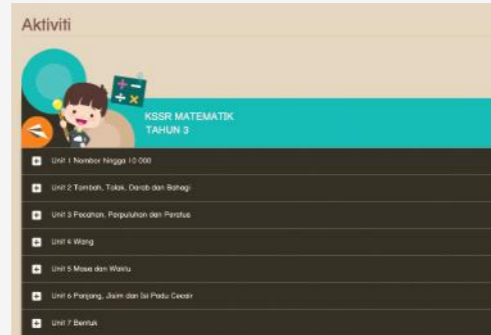 Aktiviti
KSSR MATEMATIK
TAHUN 3
Unit 1 Nombor hingga 10 000
Unit 2 Tambah, Tolak, Darab dan Bahagi
Unit 3 Pecahan, Perpuluhan dan Peratus
Unit 4 Wang
Unit 5 Masa dan Waktu
Unit 6 Panjang, Jisim dan Isi Padu Cecair
Unit 7 Bentuk